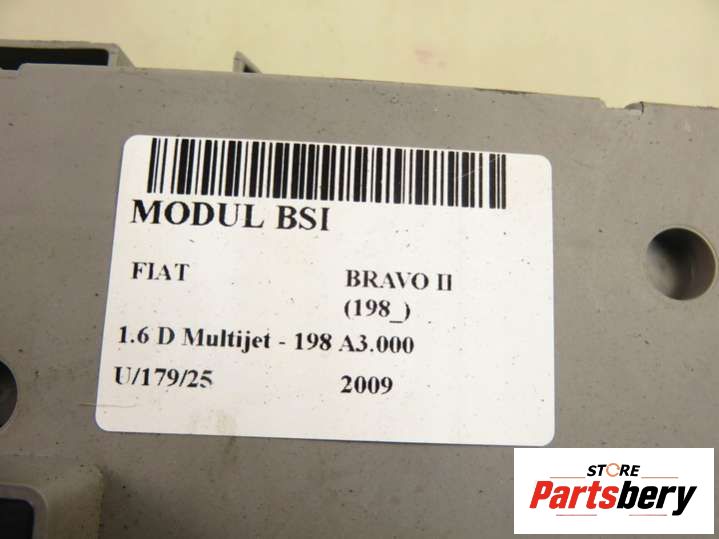 MODUL BSI
FIAT BRAVO II
(198_)
1.6 D Multijet - 198 A3.000
U/179/25 2009
STORE
Partsbery